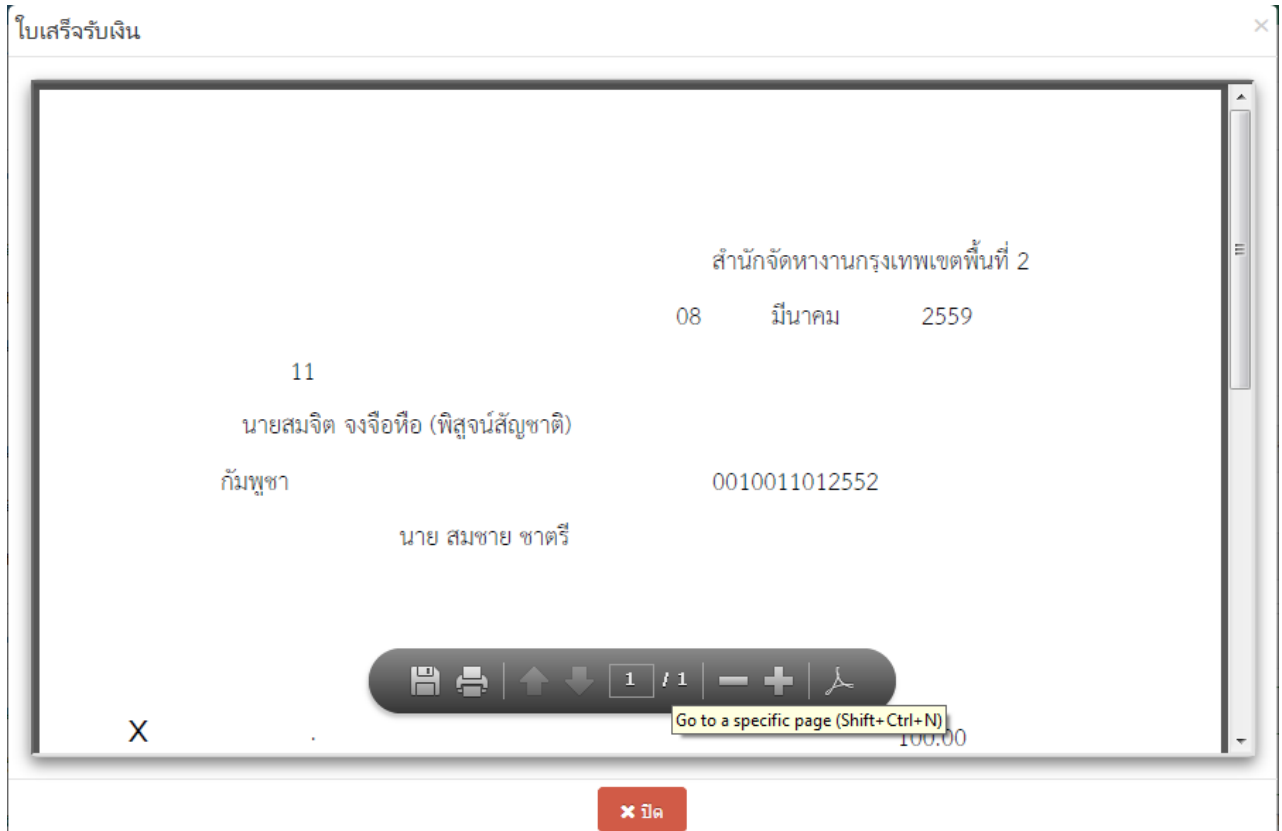 ใบเสร็จรับเงิน ×
สำนักจัดหางานกรุงเทพเขตพื้นที่ 2
08 มีนาคม 2559
11
นายสมจิต จงจือหือ (พิสูจน์สัญชาติ)
กัมพูชา 0010011012552
นาย สมชาย ชาตรี
1 / 1
Go to a specific page (Shift+Ctrl+N)
X . 100.00
✖ ปิด